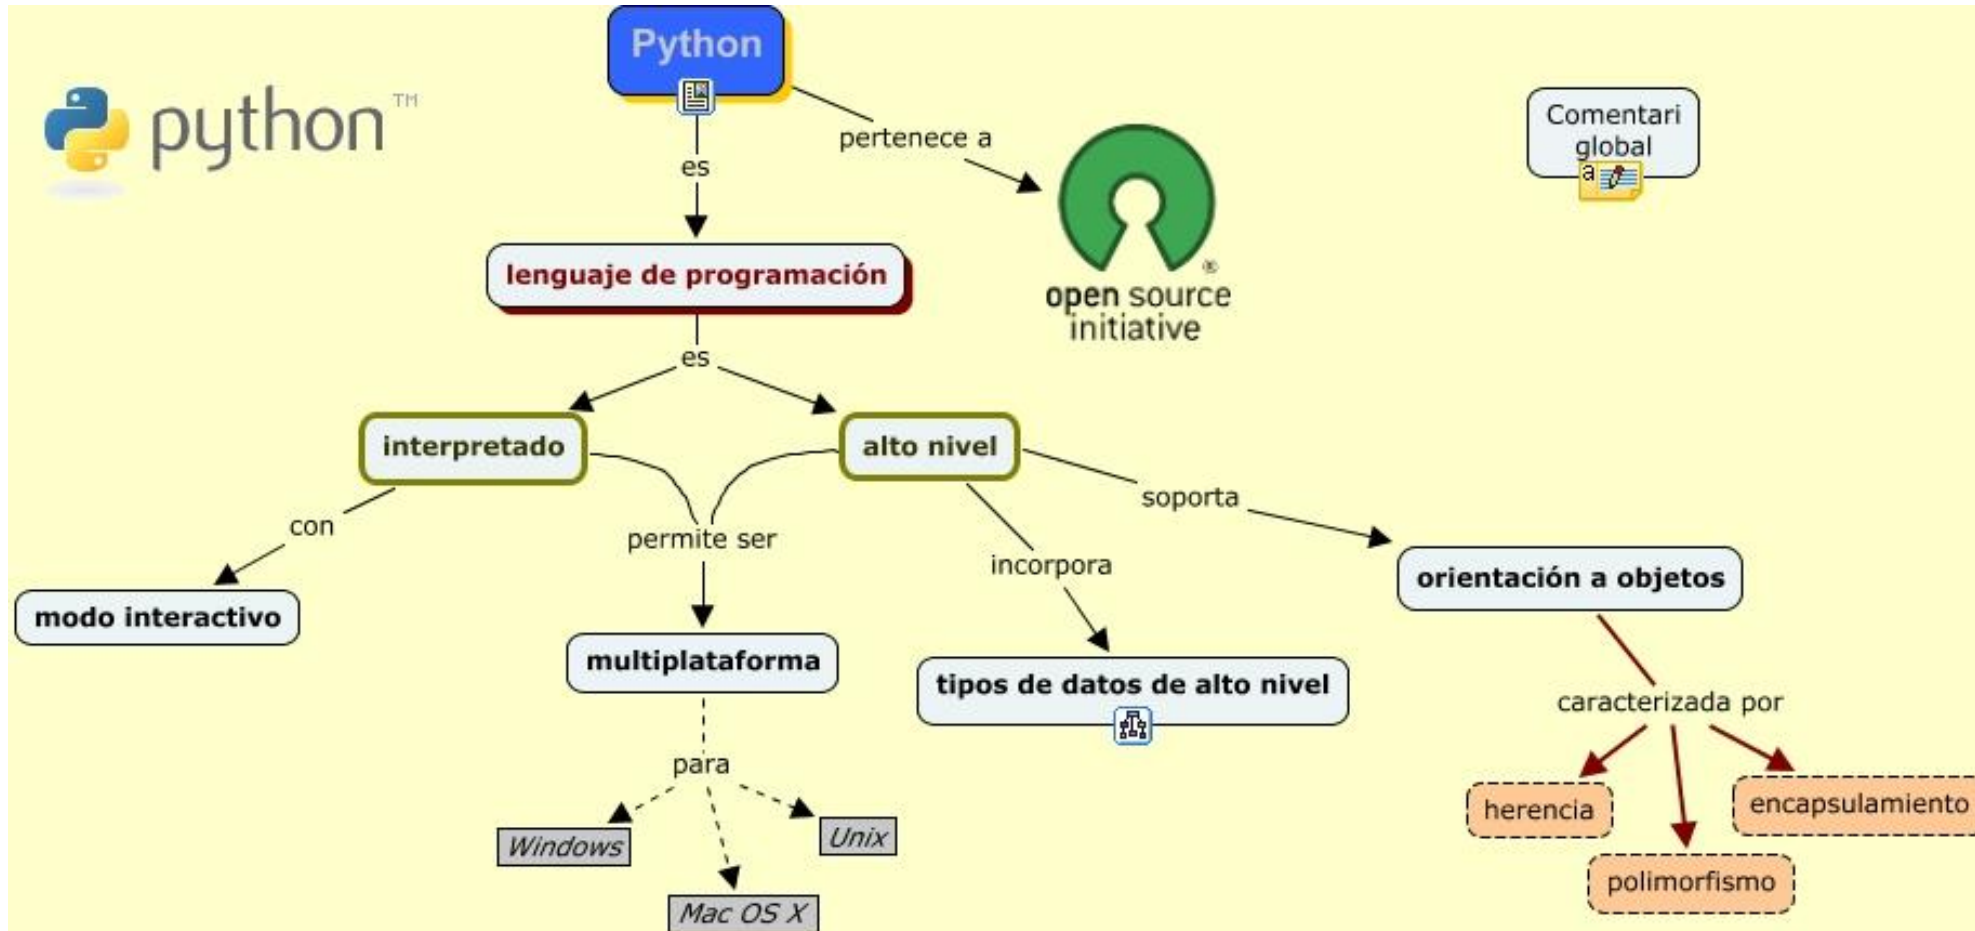 Python
python™
pertenece a
Comentari
global
a
es
lenguaje de programación
open source
initiative
®
es
interpretado
alto nivel
con
permite ser
soporta
incorpora
orientación a objetos
modo interactivo
multiplataforma
tipos de datos de alto nivel
caracterizada por
para
herencia
encapsulamiento
polimorfismo
Windows
Unix
Mac OS X